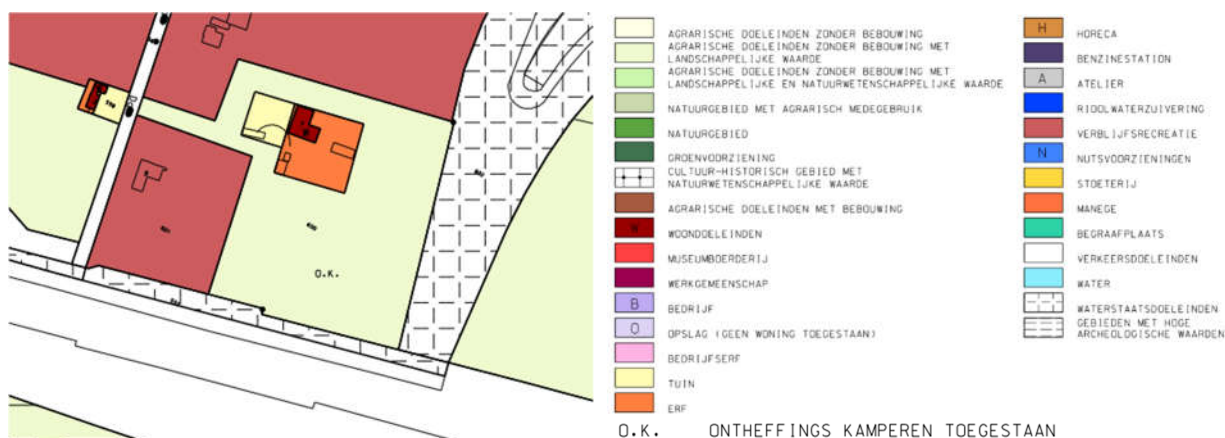 O.K.
AGRARISCHE DOELEINDEN ZONDER BEBOUWING
AGRARISCHE DOELEINDEN ZONDER BEBOUWING MET
LANDSCHAPPELIJKE WAARDE
AGRARISCHE DOELEINDEN ZONDER BEBOUWING MET
LANDSCHAPPELIJKE EN NATUURWETENSCHAPPELIJKE WAARDE
NATUURGEBIED MET AGRARISCH MEDEGEBRUIK
NATUURGEBIED
GROENVOORZIENING
CULTUUR-HISTORISCH GEBIED MET
NATUURWETENSCHAPPELIJKE WAARDE
AGRARISCHE DOELEINDEN MET BEBOUWING
WOONDOELEINDEN
MUSEUMBOERDERIJ
WERKGEMEENSCHAP
B BEDRIJF
O OPSLAG (GEEN WONING TOEGESTAAN)
BEDRIJFSERF
TUIN
ERF
H HORECA
BENZINESTATION
A ATELIER
RIOOLWATERZUIVERING
VERBLIJFSRECREATIE
N NUTSVOORZIENINGEN
STOETERIJ
MANEGE
BEGRAAFPLAATS
VERKEERSDOELEINDEN
WATER
WATERSTAATSDOELEINDEN
GEBIEDEN MET HOGE
ARCHEOLOGISCHE WAARDEN
O.K. ONTHEFFINGS KAMPEREN TOEGESTAAN